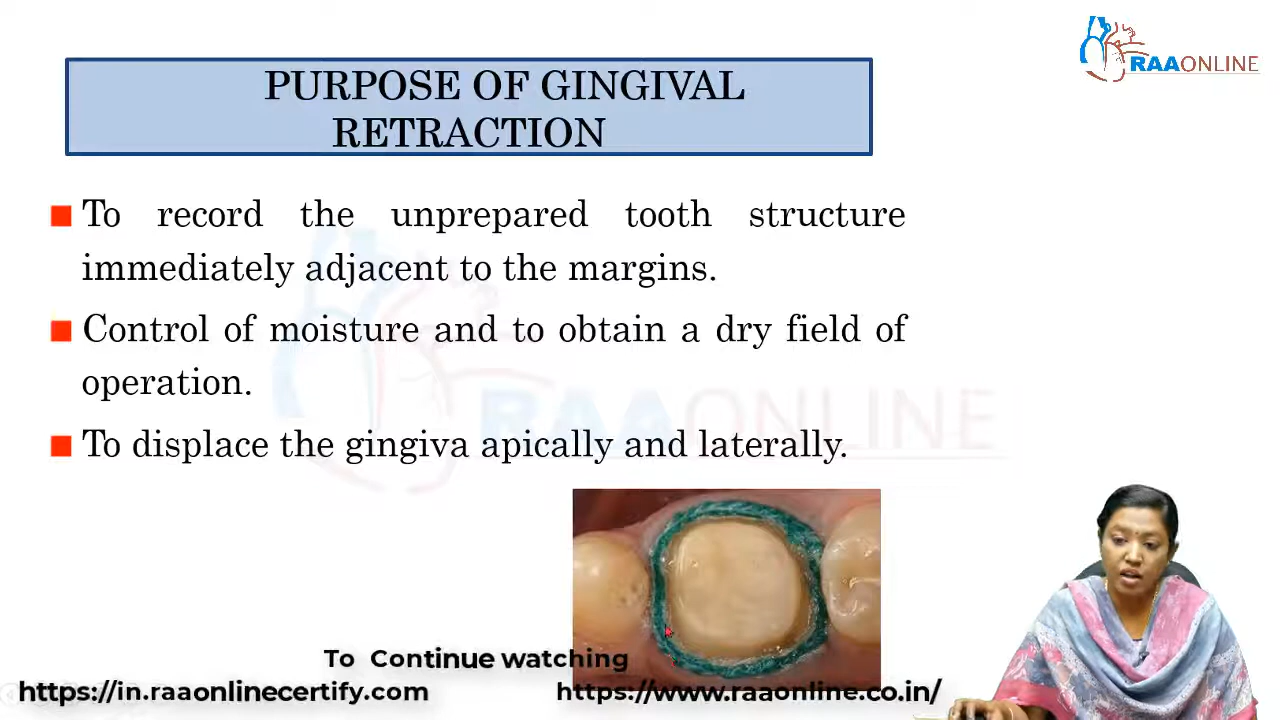 PURPOSE OF GINGIVAL
RETRACTION
RAAONLINE
To record the unprepared tooth structure
immediately adjacent to the margins.
Control of moisture and to obtain a dry field of
operation.
To displace the gingiva apically and laterally.
RAAONLINE
To Continue watching
https://in.raaonlinecertify.com
https://www.raaonline.co.in/